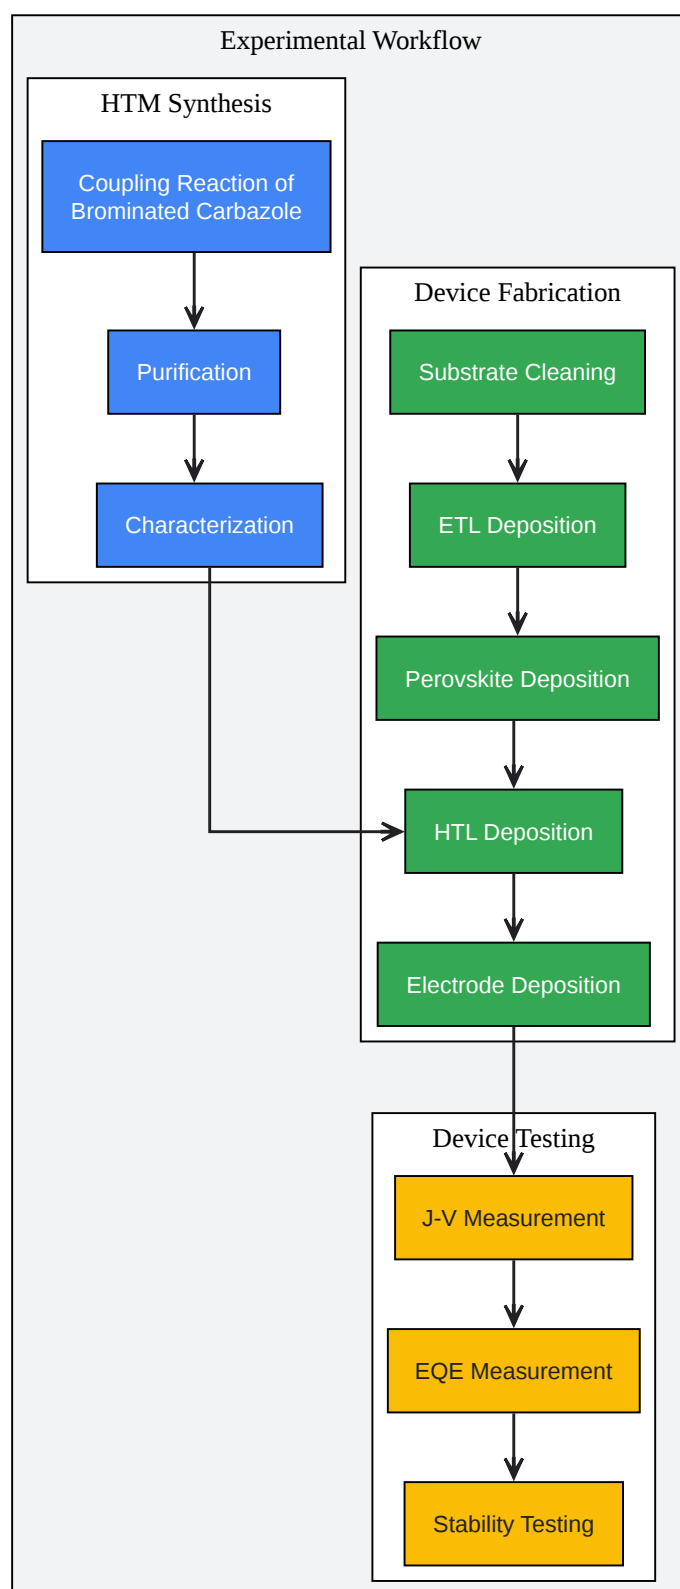 Experimental Workflow
HTM Synthesis
Coupling Reaction of
Brominated Carbazole
Purification
Characterization
Device Fabrication
Substrate Cleaning
ETL Deposition
Perovskite Deposition
HTL Deposition
Electrode Deposition
Device Testing
J-V Measurement
EQE Measurement
Stability Testing